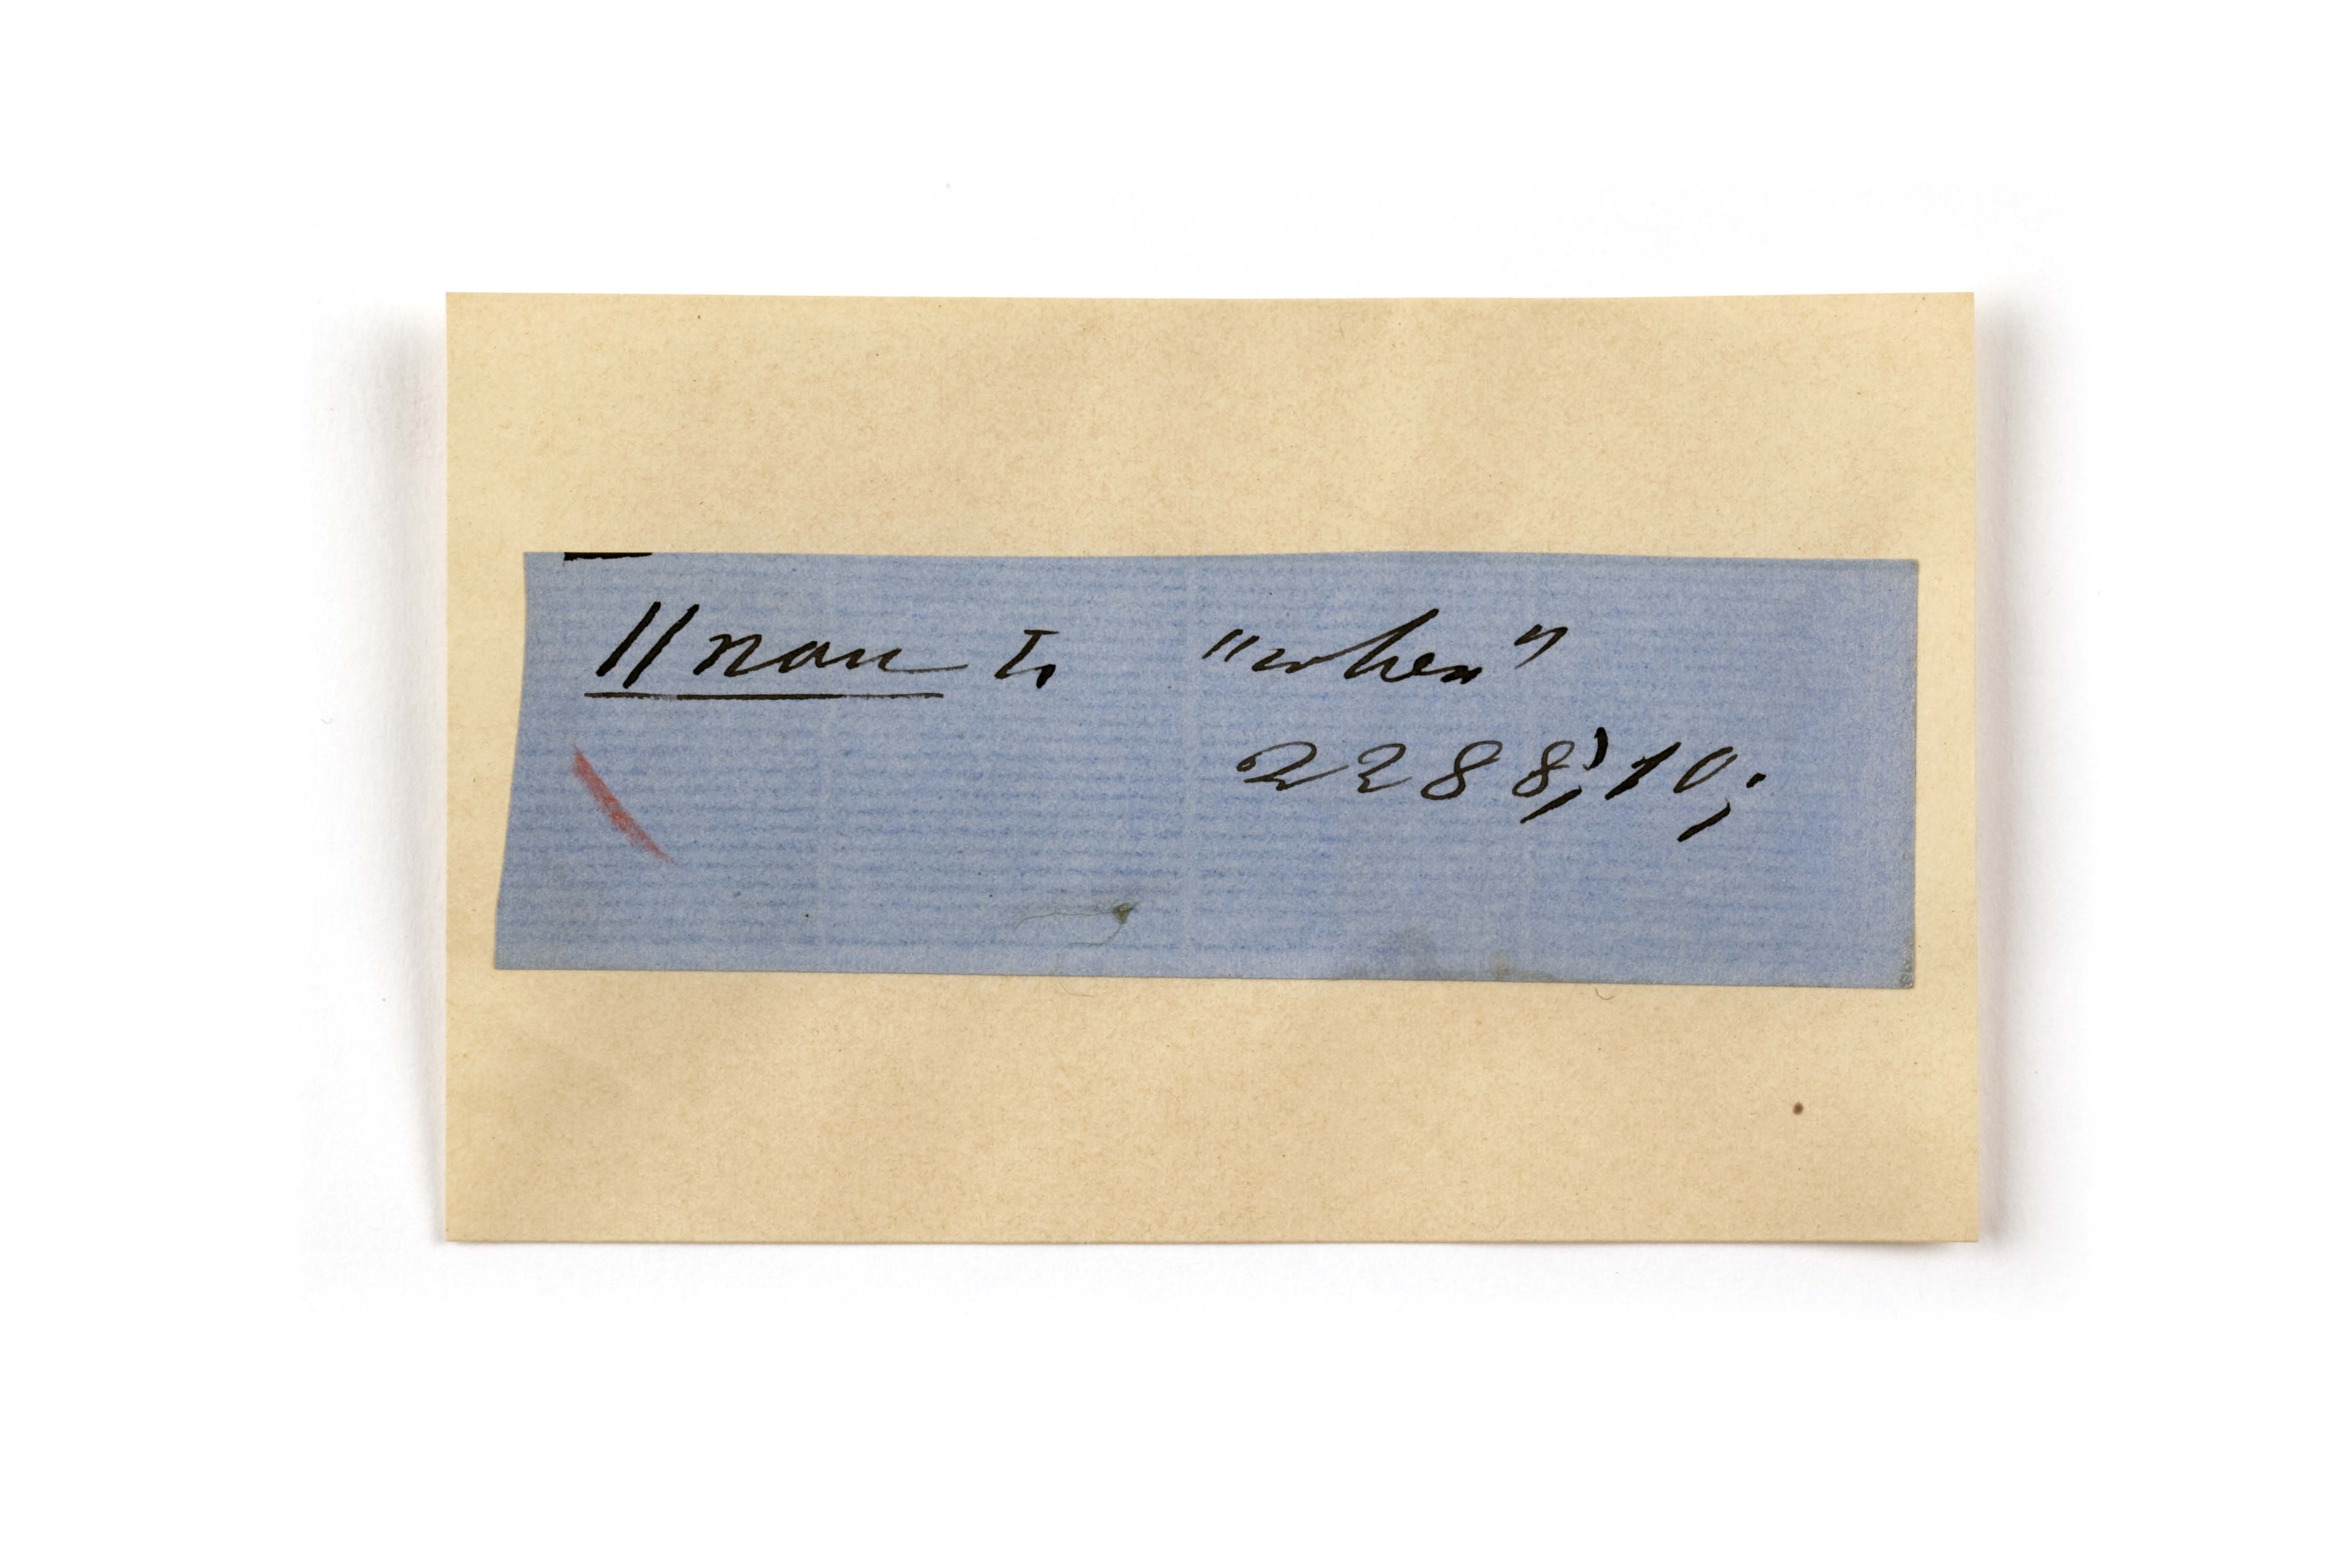 //nau to "when"
2288', 10;